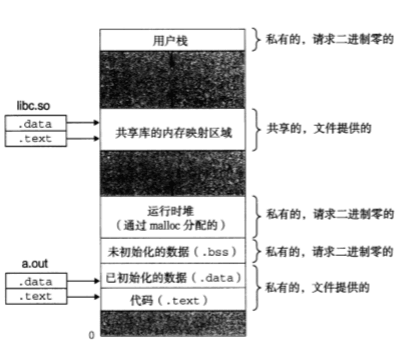 用户栈
私有的，请求二进制零的
libc.so
.data
.text
共享库的内存映射区域
共享的，文件提供的
运行时堆
（通过 malloc 分配的）
私有的，请求二进制零的
未初始化的数据（.bss）
私有的，请求二进制零的
a.out
.data
.text
已初始化的数据（.data）
代码（.text）
私有的，文件提供的
0